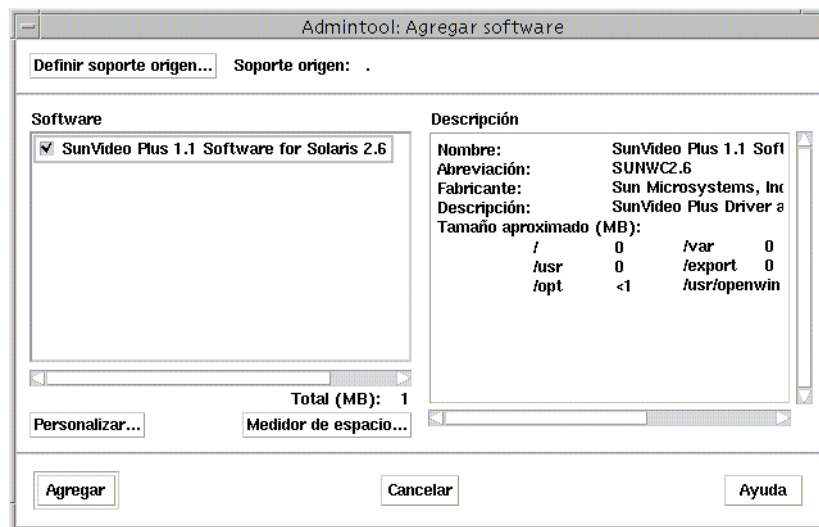 Admintool: Agregar software
Definir soporte origen... Soporte origen: .
Software
SunVideo Plus 1.1 Software for Solaris 2.6
Total (MB): 1
Personalizar... Medidor de espacio...
Descripción
Nombre: SunVideo Plus 1.1 Soft
Abreviación: SUNWC2.6
Fabricante: Sun Microsystems, Inc
Descripción: SunVideo Plus Driver a
Tamaño aproximado (MB):
/ 0 /var 0
/usr 0 /export 0
/opt <1 /usr/openwin
Agregar Cancelar Ayuda